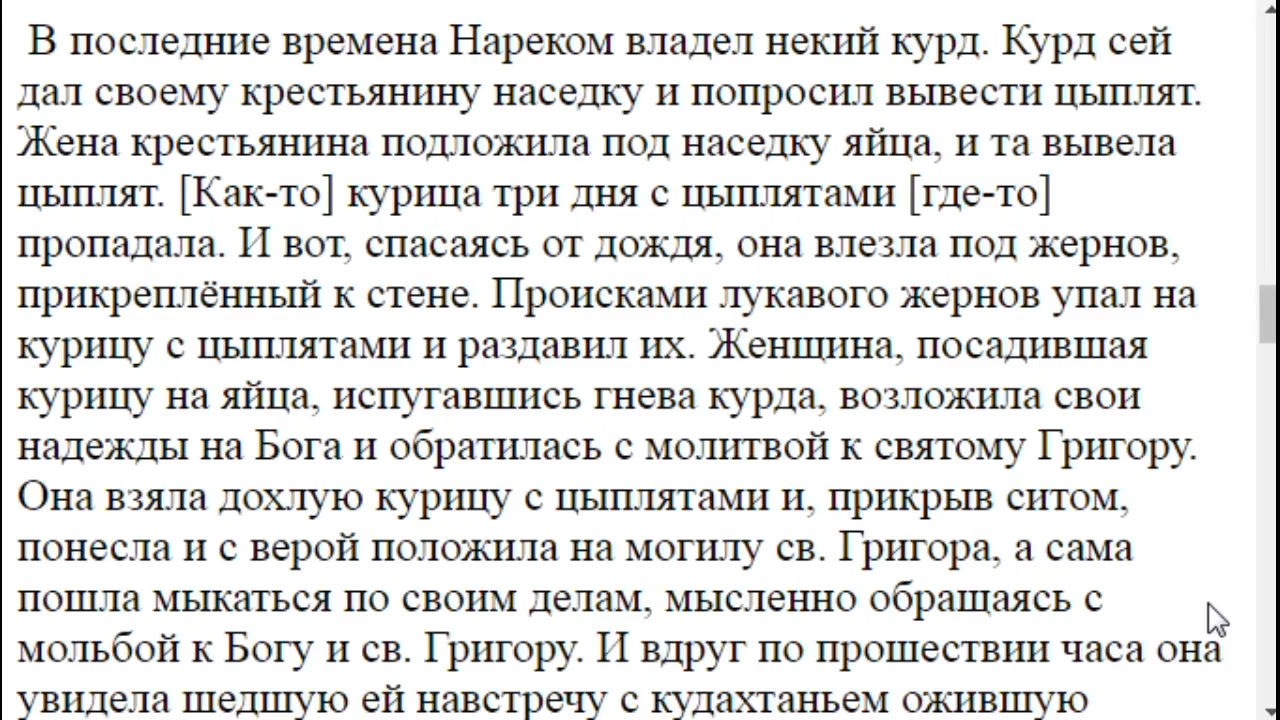 В последние времена Нареком владел некий курд. Курд сей
дал своему крестьянину наседку и попросил вывести цыплят.
Жена крестьянина подложила под наседку яйца, и та вывела
цыплят. [Как-то] курица три дня с цыплятами [где-то]
пропадала. И вот, спасаясь от дождя, она влезла под жернов,
прикреплённый к стене. Происками лукавого жернов упал на
курицу с цыплятами и раздавил их. Женщина, посадившая
курицу на яйца, испугавшись гнева курда, возложила свои
надежды на Бога и обратилась с молитвой к святому Григору.
Она взяла дохлую курицу с цыплятами и, прикрыв ситом,
понесла и с верой положила на могилу св. Григора, а сама
пошла мыкаться по своим делам, мысленно обращаясь с
мольбой к Богу и св. Григору. И вдруг по прошествии часа она
увидела шедшую ей навстречу с кудахтаньем ожившую